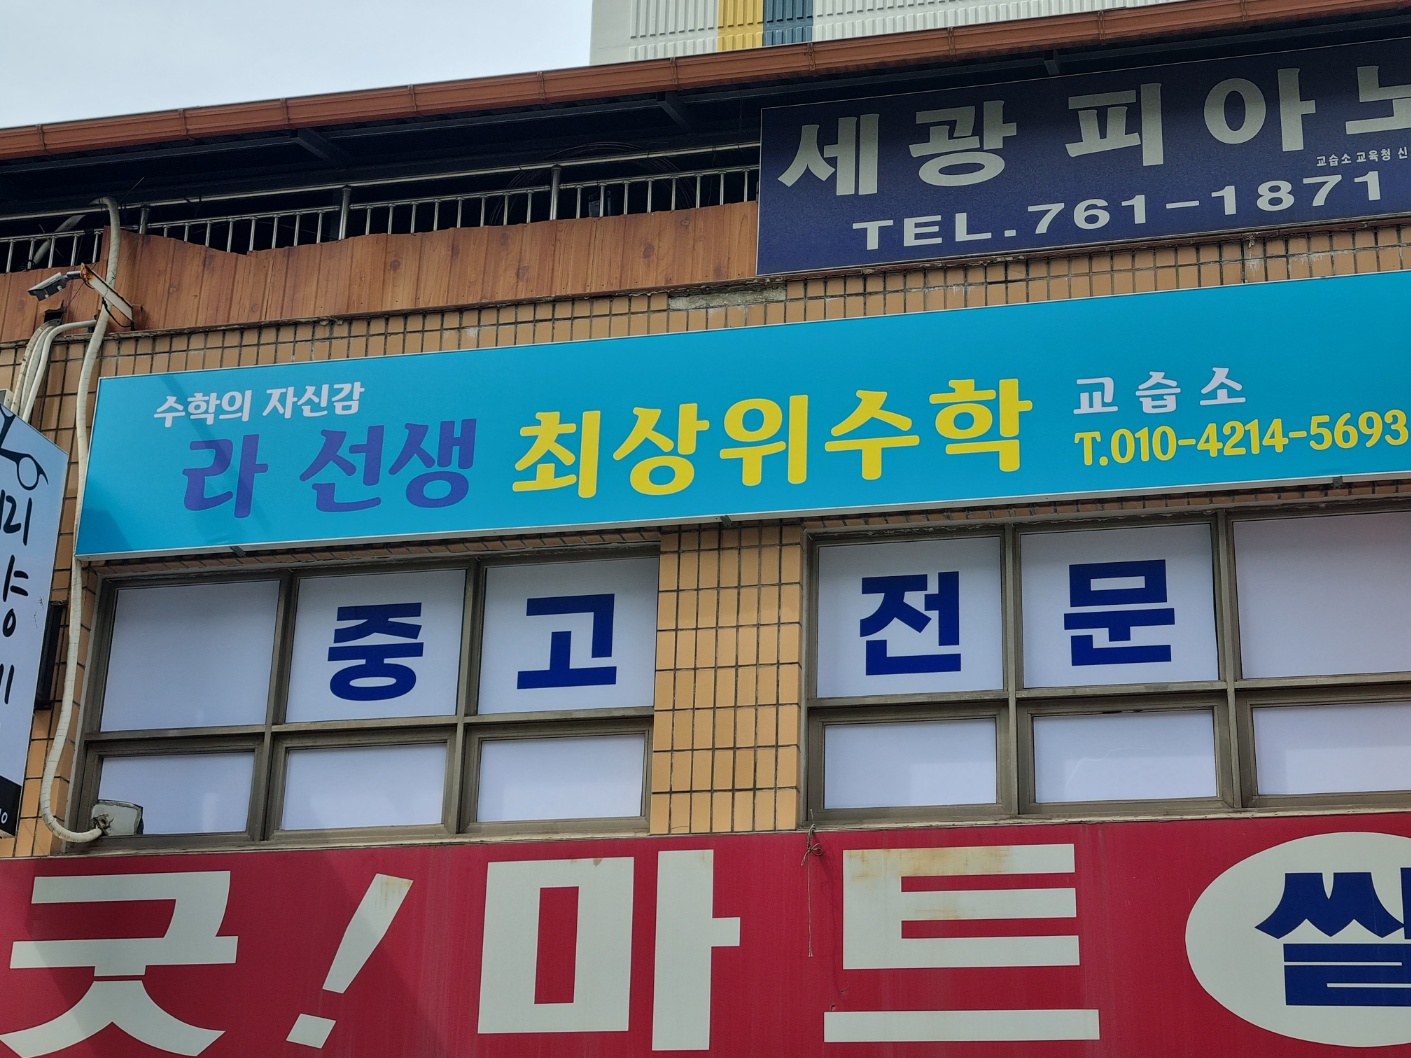 세광 피아노
교습소 교육청 신
TEL.761-1871
수학의 자신감
라 선생 최상위수학 교습소
T.010-4214-5693
중고 전문
굿!마트 쌀